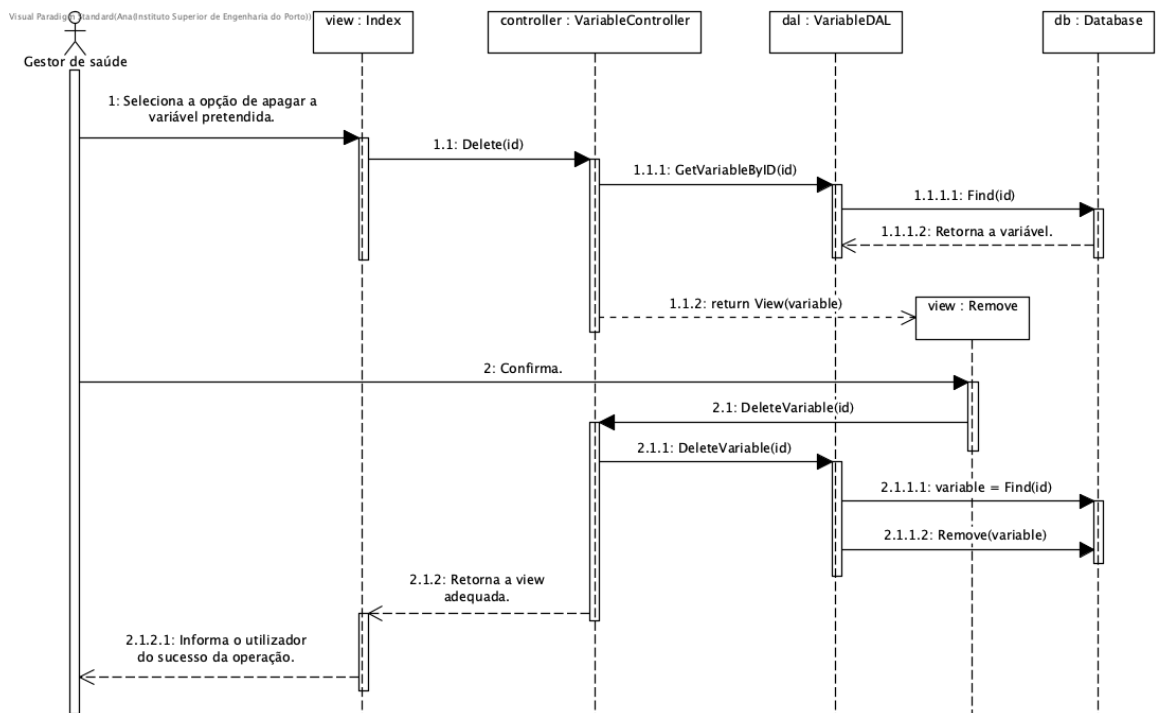 Visual Paradigm Standard(Ana(Instituto Superior de Engenharia do Porto))
view : Index
controller : VariableController
dal : VariableDAL
db : Database
Gestor de saúde
1: Seleciona a opção de apagar a
variável pretendida.
1.1: Delete(id)
1.1.1: GetVariableByID(id)
1.1.1.1: Find(id)
1.1.1.2: Retorna a variável.
1.1.2: return View(variable)
view : Remove
2: Confirma.
2.1: DeleteVariable(id)
2.1.1: DeleteVariable(id)
2.1.1.1: variable = Find(id)
2.1.1.2: Remove(variable)
2.1.2: Retorna a view
adequada.
2.1.2.1: Informa o utilizador
do sucesso da operação.